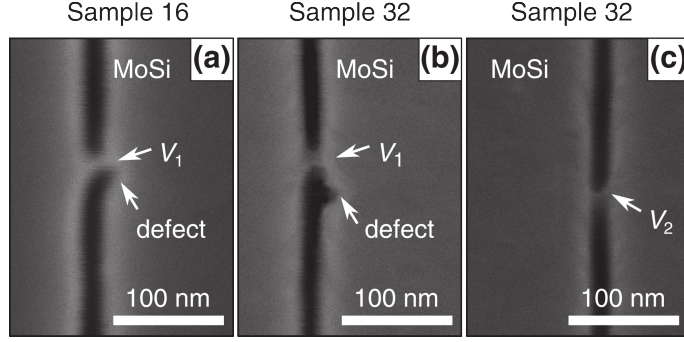 Sample 16
Sample 32
Sample 32
MoSi
(a)
MoSi
(b)
MoSi
(c)
V1
V1
defect
defect
V2
100 nm
100 nm
100 nm